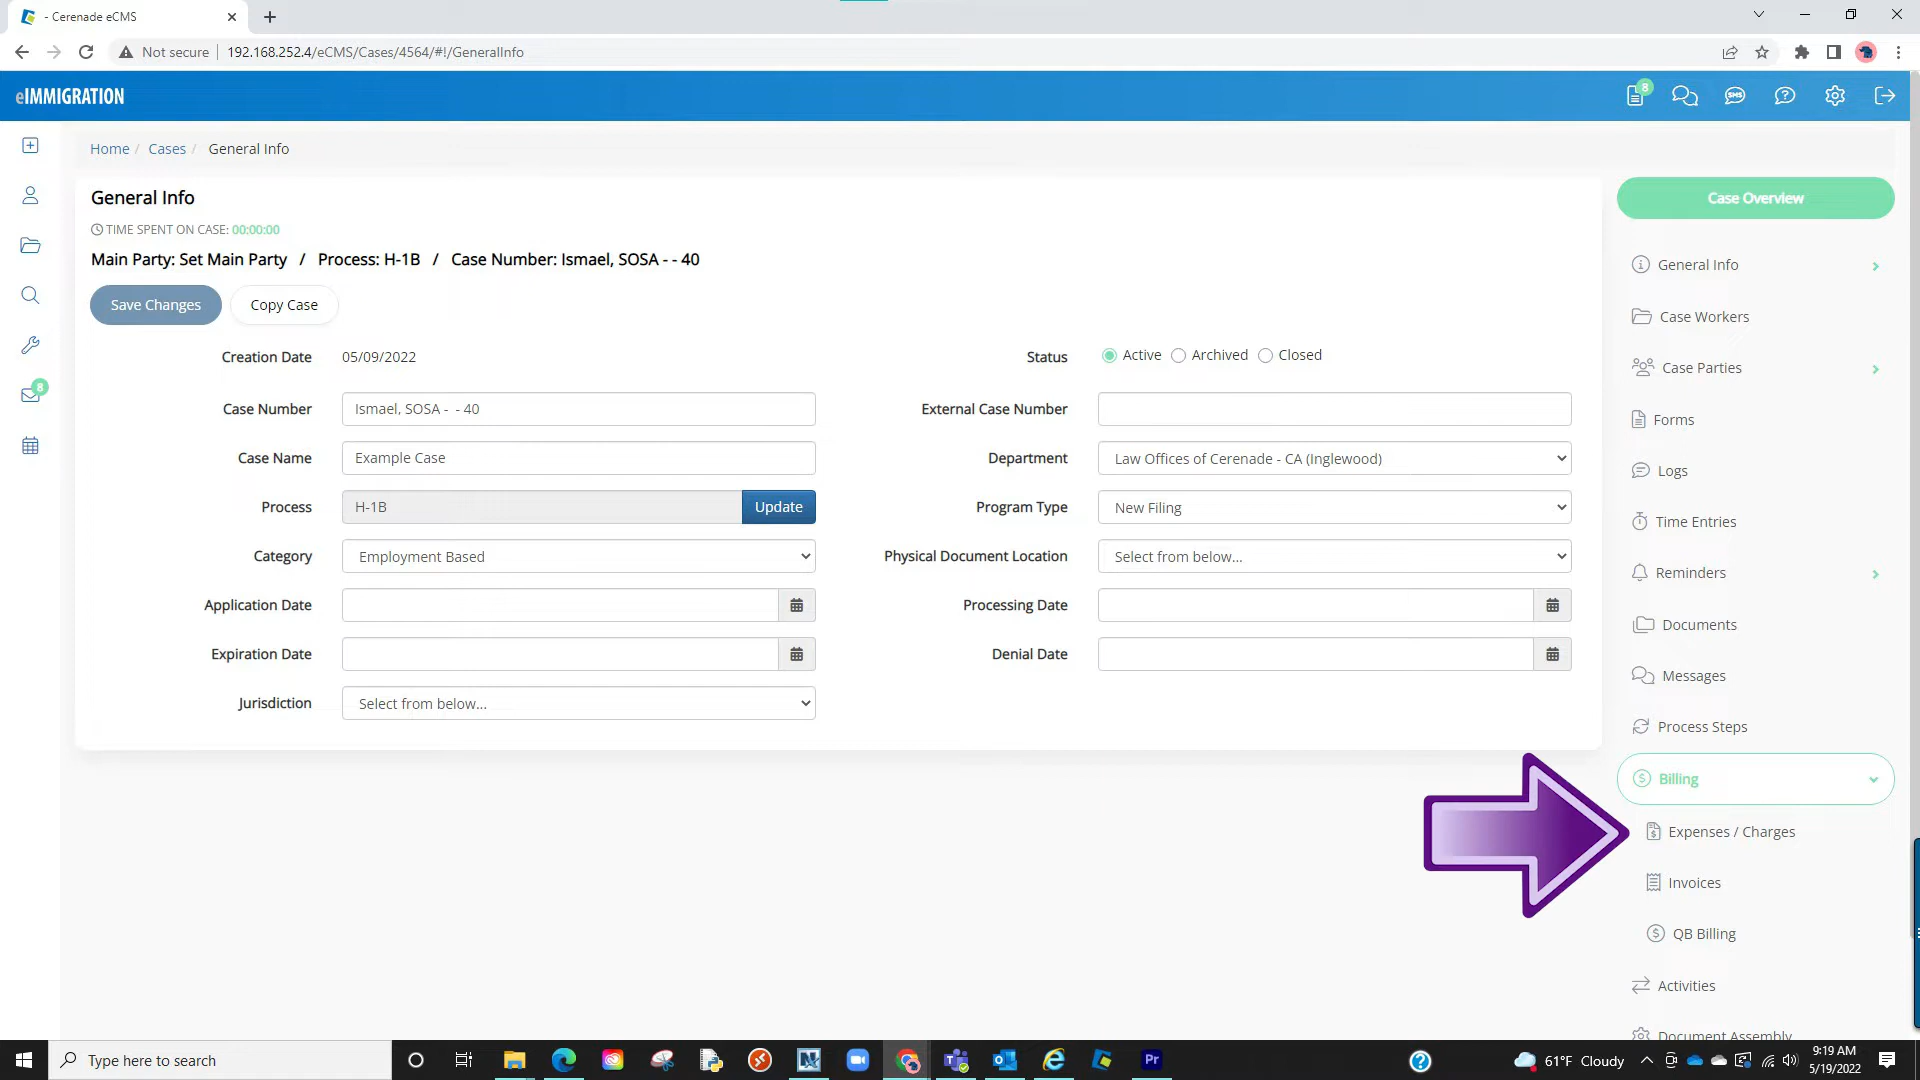 - Cerenade eCMS
Not secure
192.168.252.4/eCMS/Cases/4564/#!/GeneralInfo
eIMMIGRATION
8
SMS
Home / Cases / General Info
General Info
TIME SPENT ON CASE: 00:00:00
Main Party: Set Main Party / Process: H-1B / Case Number: Ismael, SOSA - - 40
Save Changes
Copy Case
Creation Date 05/09/2022
Status Active Archived Closed
Case Number Ismael, SOSA - - 40
External Case Number
Case Name Example Case
Department Law Offices of Cerenade - CA (Inglewood)
Process H-1B Update
Program Type New Filing
Category Employment Based
Physical Document Location Select from below...
Application Date
Processing Date
Expiration Date
Denial Date
Jurisdiction Select from below...
8
Case Overview
General Info
Case Workers
Case Parties
Forms
Logs
Time Entries
Reminders
Documents
Messages
Process Steps
Billing
Expenses / Charges
Invoices
QB Billing
Activities
Document Assembly
Type here to search
Pr
61°F Cloudy
9:19 AM
5/19/2022